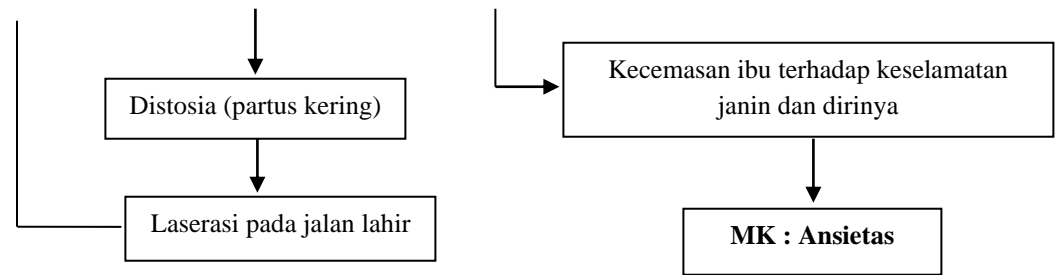 Distosia (partus kering)
Laserasi pada jalan lahir
Kecemasan ibu terhadap keselamatan
janin dan dirinya
MK : Ansietas